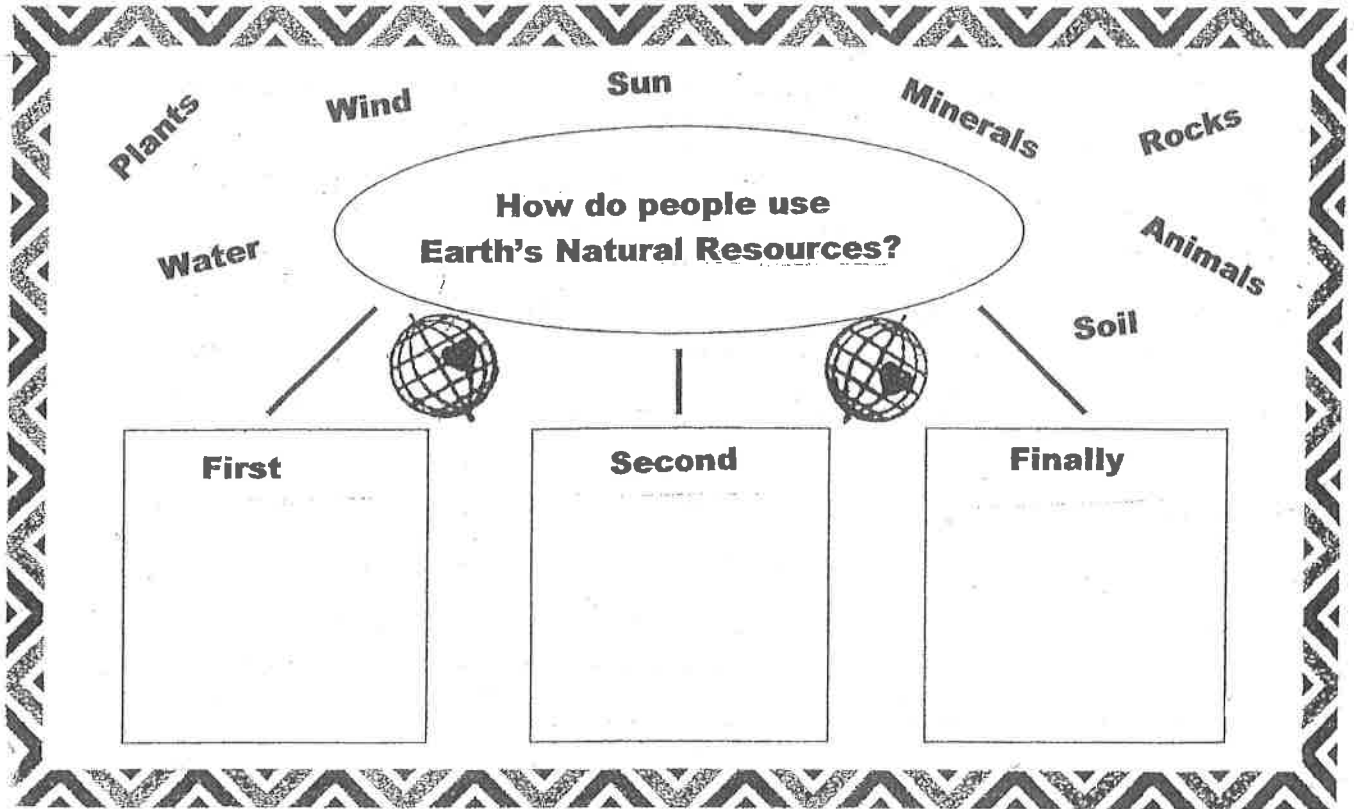 Plants
Wind
Sun
Minerals
Rocks
Water
How do people use
Earth's Natural Resources?
Animals
Soil
First
Second
Finally